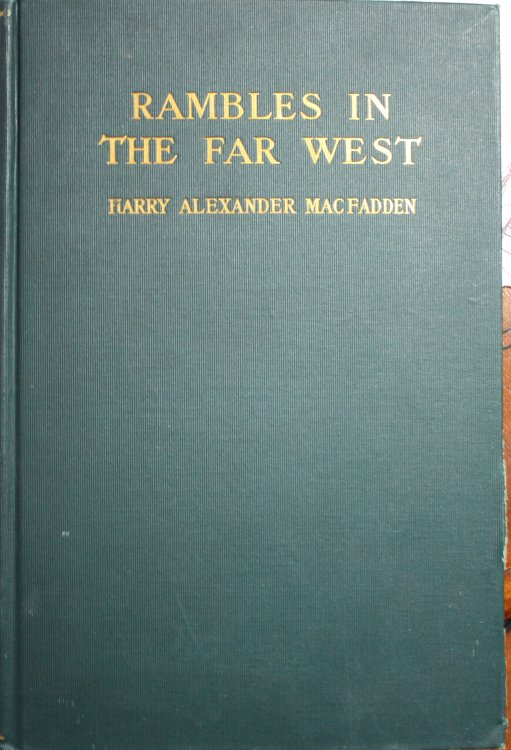 RAMBLES IN
THE FAR WEST
HARRY ALEXANDER MACFADDEN